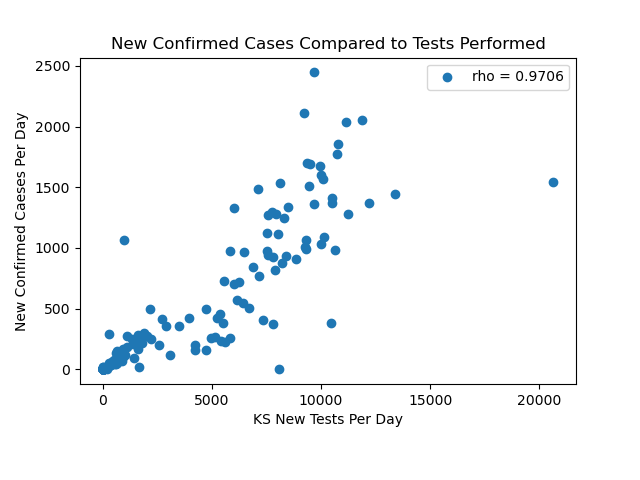 New Confirmed Cases Compared to Tests Performed
rho = 0.9706
New Confirmed Caeses Per Day
2500
2000
1500
1000
500
0
0 5000 10000 15000 20000
KS New Tests Per Day